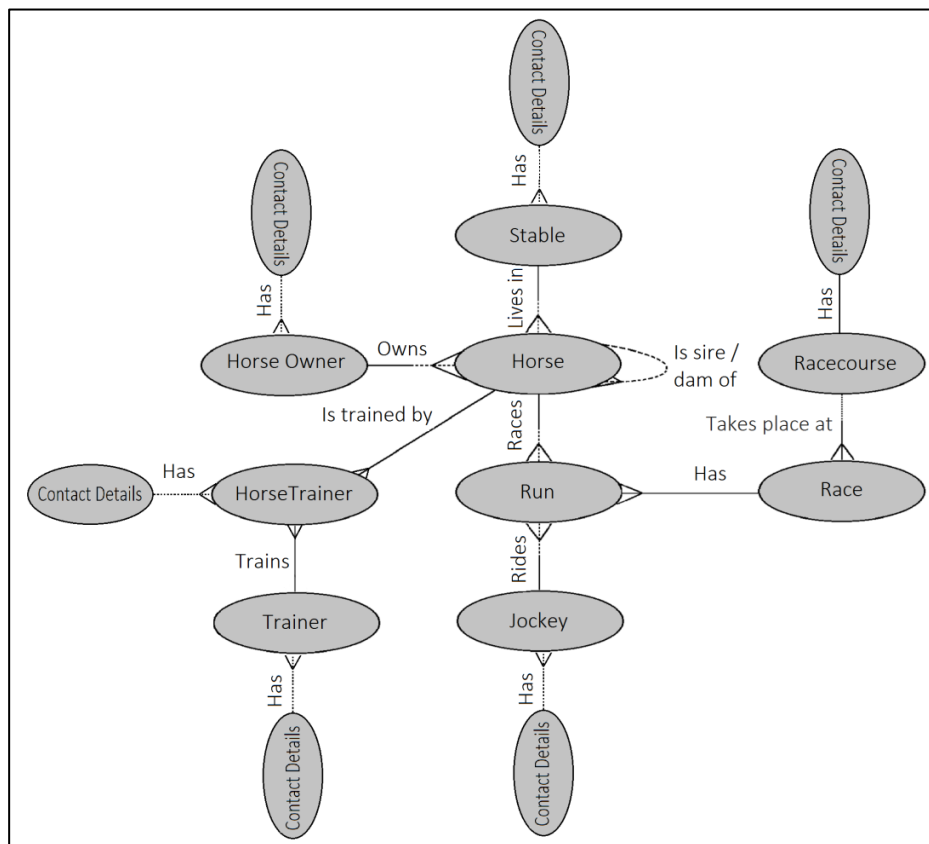 Contact Details
Has
Stable
Contact Details
Has
Contact Details
Has
Lives in
Horse Owner
Owns
Horse
Is sire /
dam of
Racecourse
Is trained by
Races
Takes place at
Contact Details
Has
HorseTrainer
Run
Has
Race
Trains
Rides
Trainer
Jockey
Has
Has
Contact Details
Contact Details